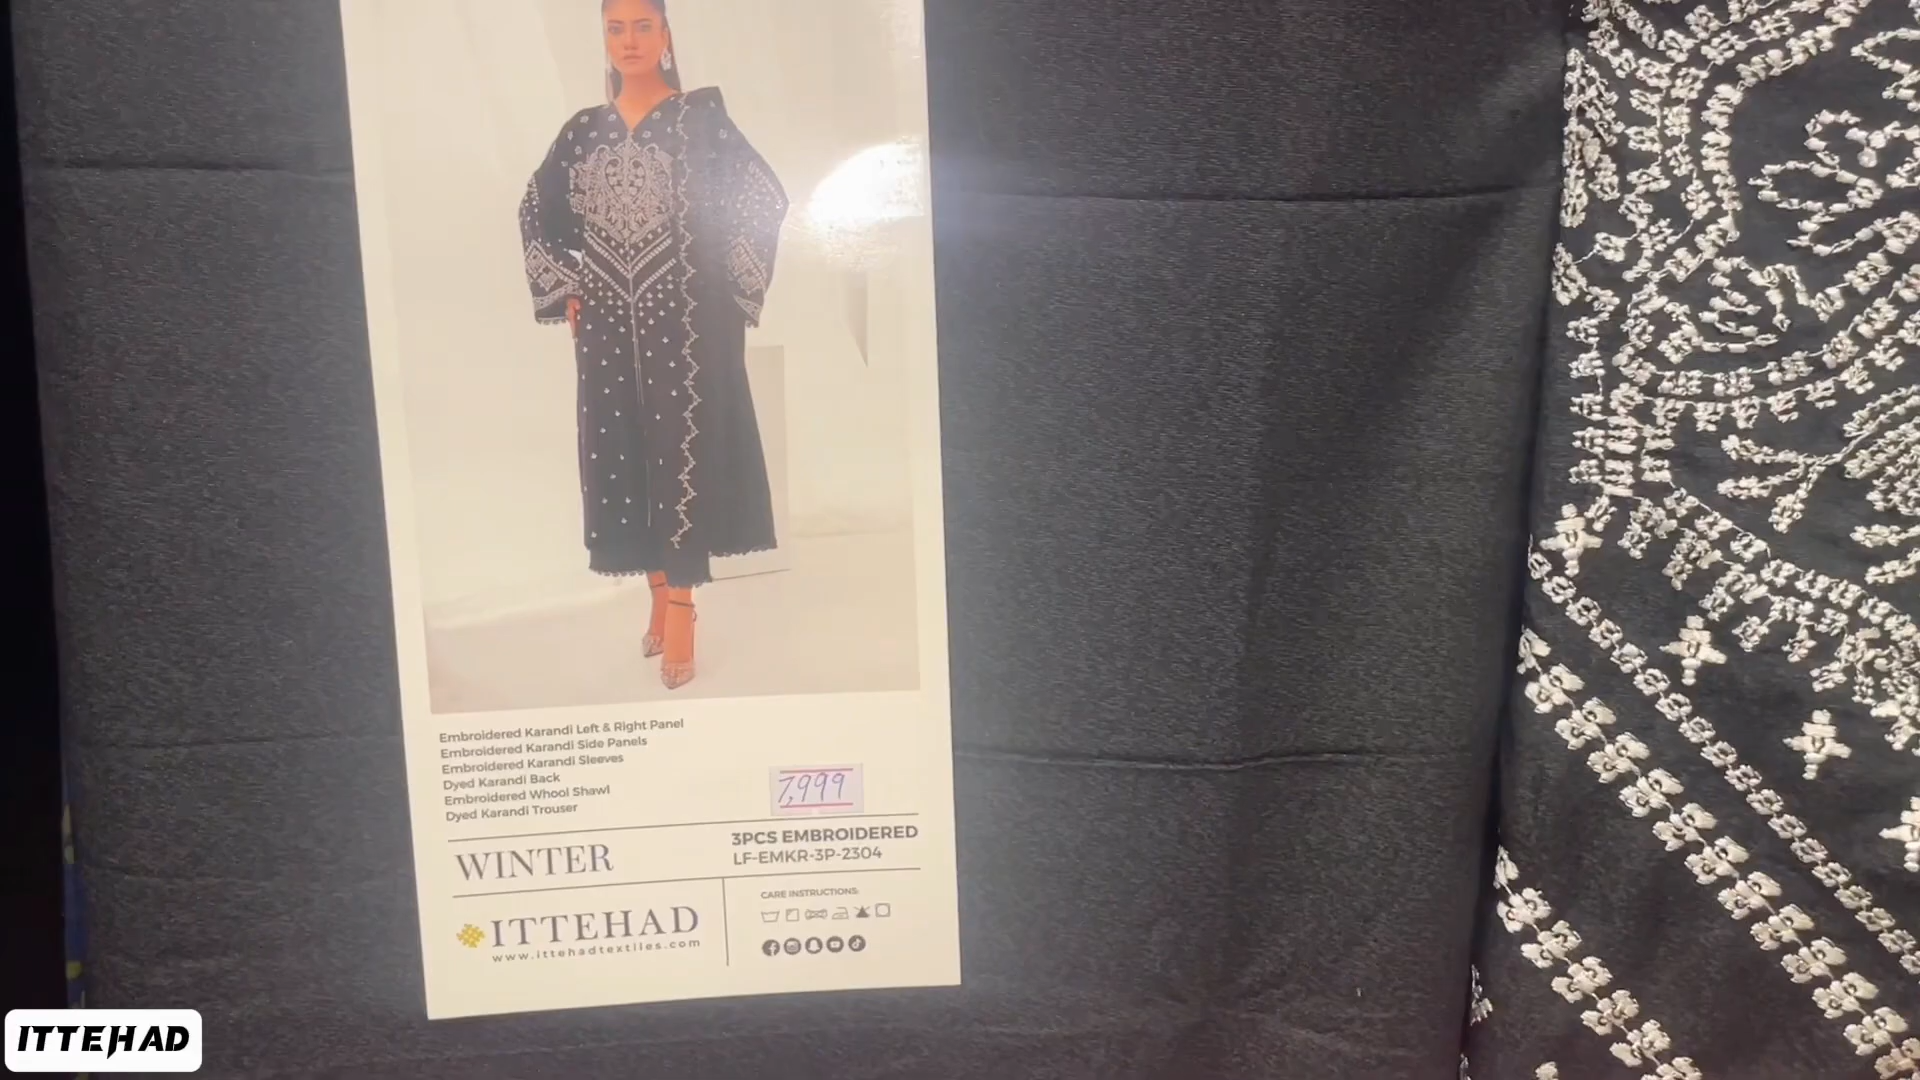 Embroidered Karandi Left & Right Panel
Embroidered Karandi Side Panels
Embroidered Karandi Sleeves
Dyed Karandi Back
Embroidered Whool Shawl
Dyed Karandi Trouser
7,999
3PCS EMBROIDERED
LF-EMKR-3P-2304
WINTER
CARE INSTRUCTIONS:
ITTEHAD
www.ittehadtextiles.com
ITTEHAD